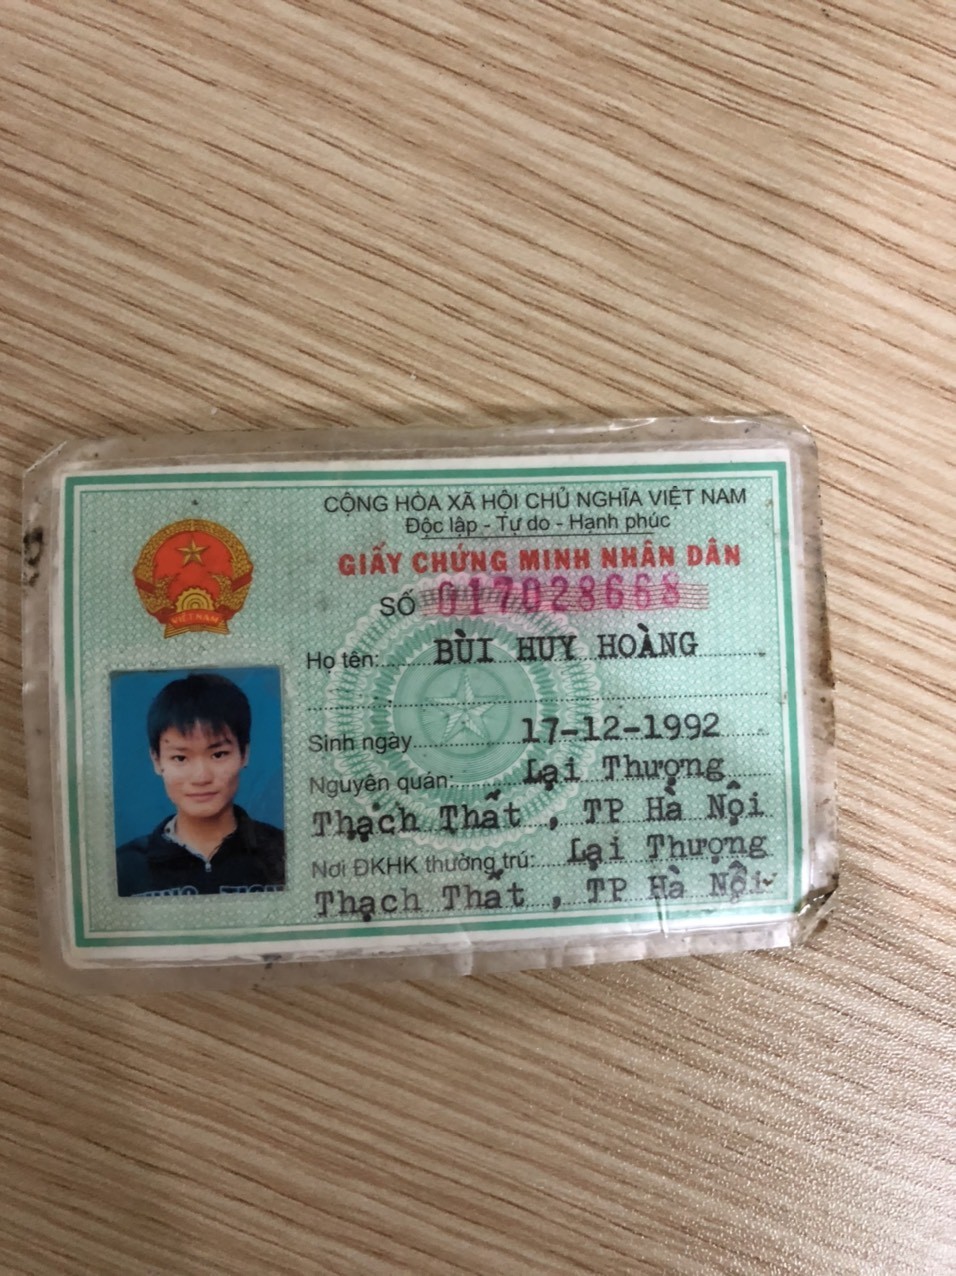 CỘNG HÒA XÃ HỘI CHỦ NGHĨA VIỆT NAM
Độc lập - Tự do - Hạnh phúc
GIẤY CHỨNG MINH NHÂN DÂN
SỐ 017028668
Họ tên: BÙI HUY HOÀNG
Sinh ngày 17-12-1992
Nguyên quán: Lại Thượng
Thạch Thất , TP Hà Nội
Nơi ĐKHK thường trú: Lại Thượng
Thạch Thất , TP Hà Nội
VIỆT NAM